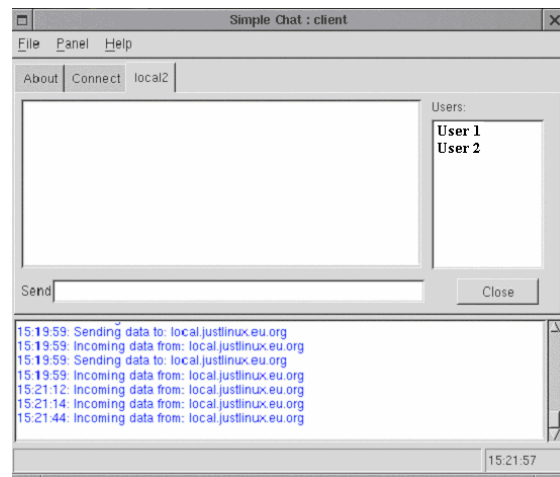 Simple Chat : client
File Panel Help
About Connect local2
Users:
User 1
User 2
Send
Close
15:19:59: Sending data to: local.justlinux.eu.org
15:19:59: Incoming data from: local.justlinux.eu.org
15:19:59: Sending data to: local.justlinux.eu.org
15:19:59: Incoming data from: local.justlinux.eu.org
15:21:12: Incoming data from: local.justlinux.eu.org
15:21:14: Incoming data from: local.justlinux.eu.org
15:21:44: Incoming data from: local.justlinux.eu.org
15:21:57